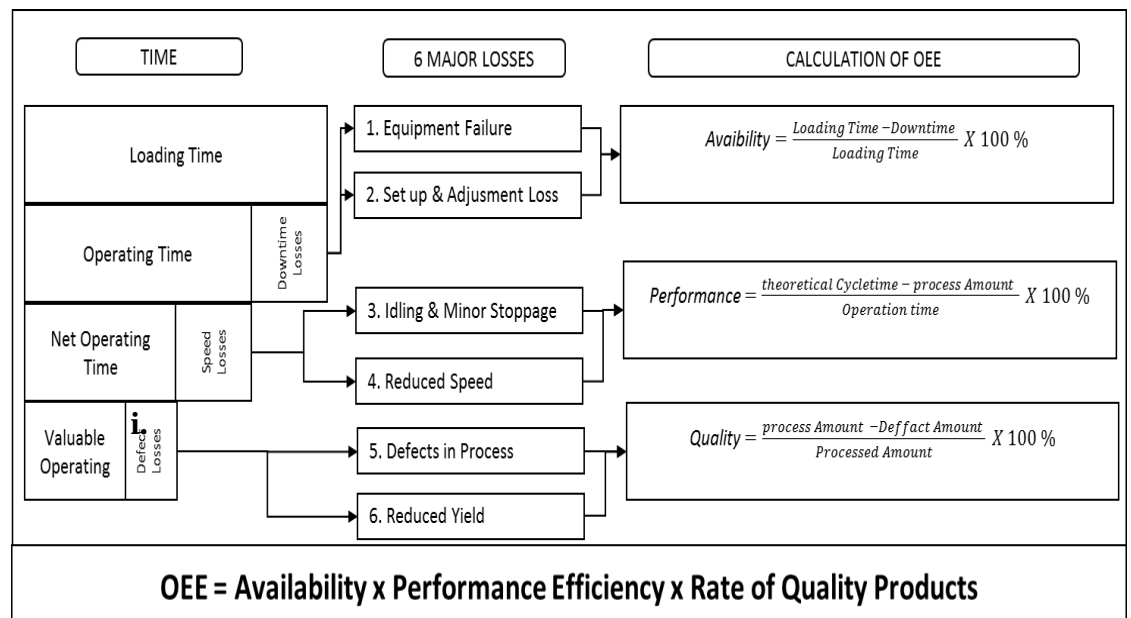 TIME
6 MAJOR LOSSES
CALCULATION OF OEE
Loading Time
1. Equipment Failure
2. Set up & Adjusment Loss
Avaibility = Loading Time −Downtime / Loading Time X 100 %
Operating Time
Downtime
Losses
Net Operating
Time
Speed
Losses
3. Idling & Minor Stoppage
4. Reduced Speed
Performance = theoretical Cycletime − process Amount / Operation time X 100 %
Valuable
Operating
i.
Defec
Losses
5. Defects in Process
6. Reduced Yield
Quality = process Amount −Deffact Amount / Processed Amount X 100 %
OEE = Availability x Performance Efficiency x Rate of Quality Products